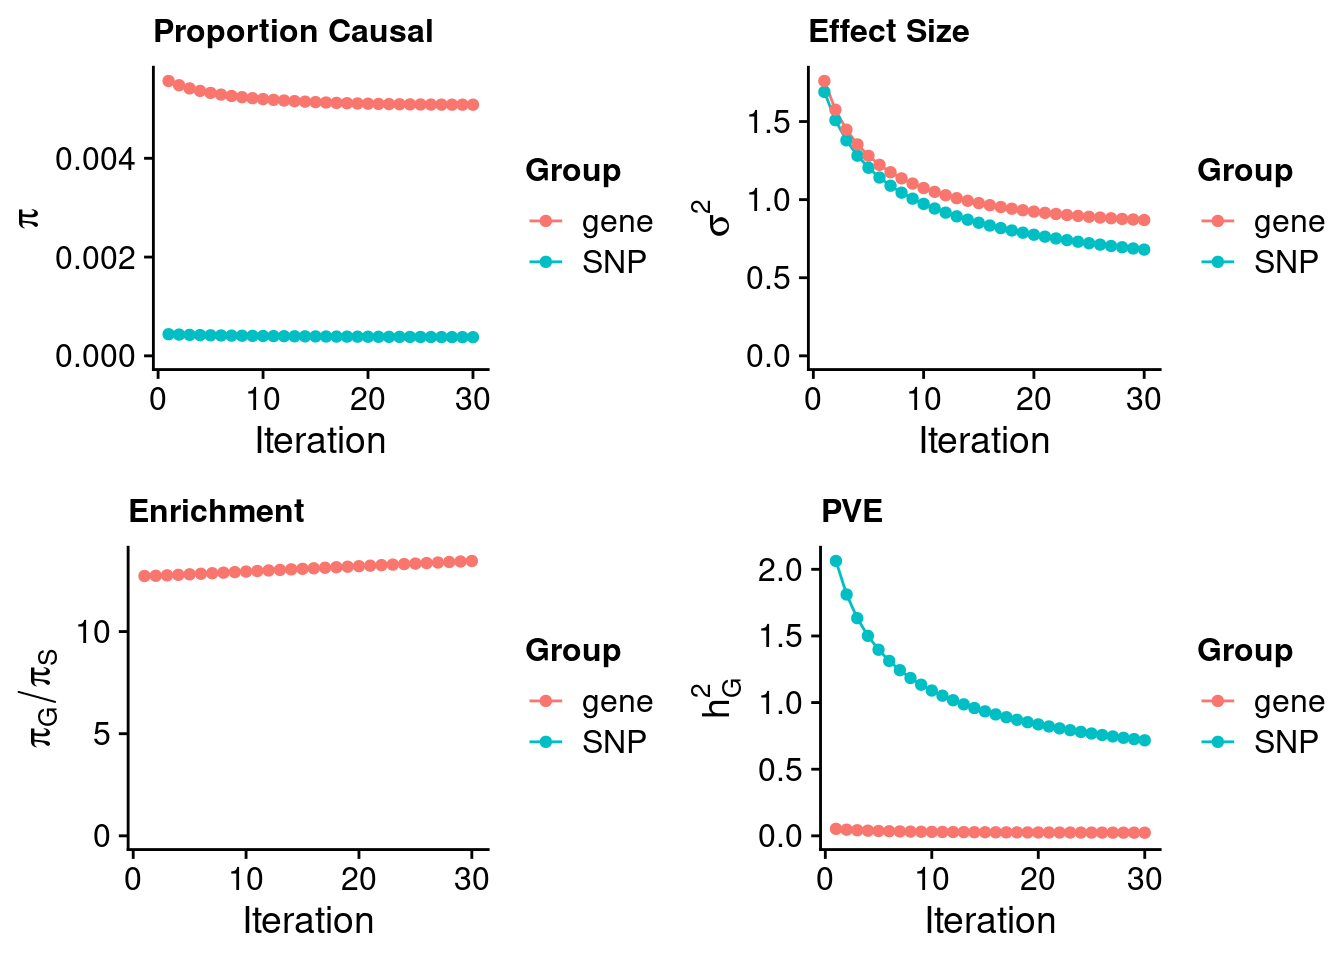 Proportion Causal
0.004
0.002
0.000
π
0 10 20 30
Iteration
Group
gene
SNP
Effect Size
1.5
1.0
0.5
0.0
σ²
0 10 20 30
Iteration
Group
gene
SNP
Enrichment
10
5
0
π_G/π_S
0 10 20 30
Iteration
Group
gene
SNP
PVE
2.0
1.5
1.0
0.5
0.0
h²_G
0 10 20 30
Iteration
Group
gene
SNP